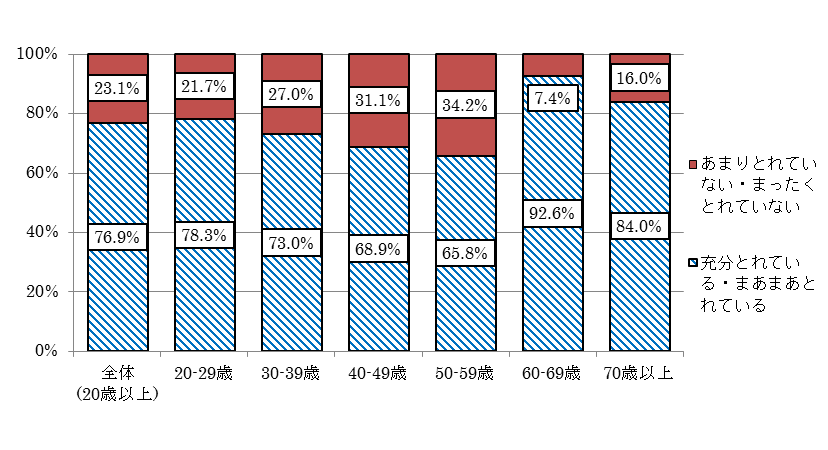 100%
80%
60%
40%
20%
0%
23.1%
21.7%
27.0%
31.1%
34.2%
7.4%
16.0%
76.9%
78.3%
73.0%
68.9%
65.8%
92.6%
84.0%
全体
(20歳以上)
20-29歳
30-39歳
40-49歳
50-59歳
60-69歳
70歳以上
あまりとれてい
ない・まったく
とれていない
充分とれてい
る・まあまあと
れている